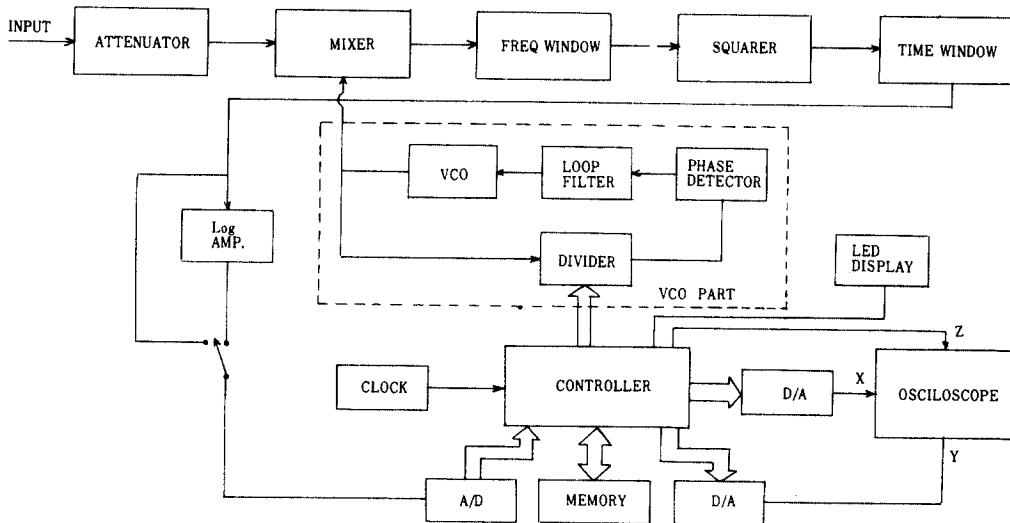 INPUT
ATTENUATOR
MIXER
FREQ WINDOW
SQUARER
TIME WINDOW
VCO
LOOP
FILTER
PHASE
DETECTOR
Log
AMP.
DIVIDER
LED
DISPLAY
VCO PART
Z
CLOCK
CONTROLLER
D/A
X
OSCILOSCOPE
Y
A/D
MEMORY
D/A